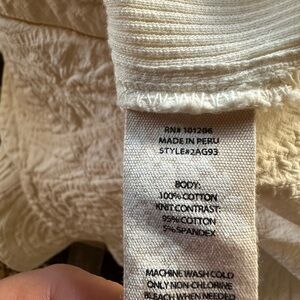 RN# 101206
MADE IN PERU
STYLE#2AG93
BODY:
100% COTTON
KNIT CONTRAST:
95% COTTON
5% SPANDEX
MACHINE WASH COLD
ONLY NON-CHLORINE
BLEACH WHEN NEEDED